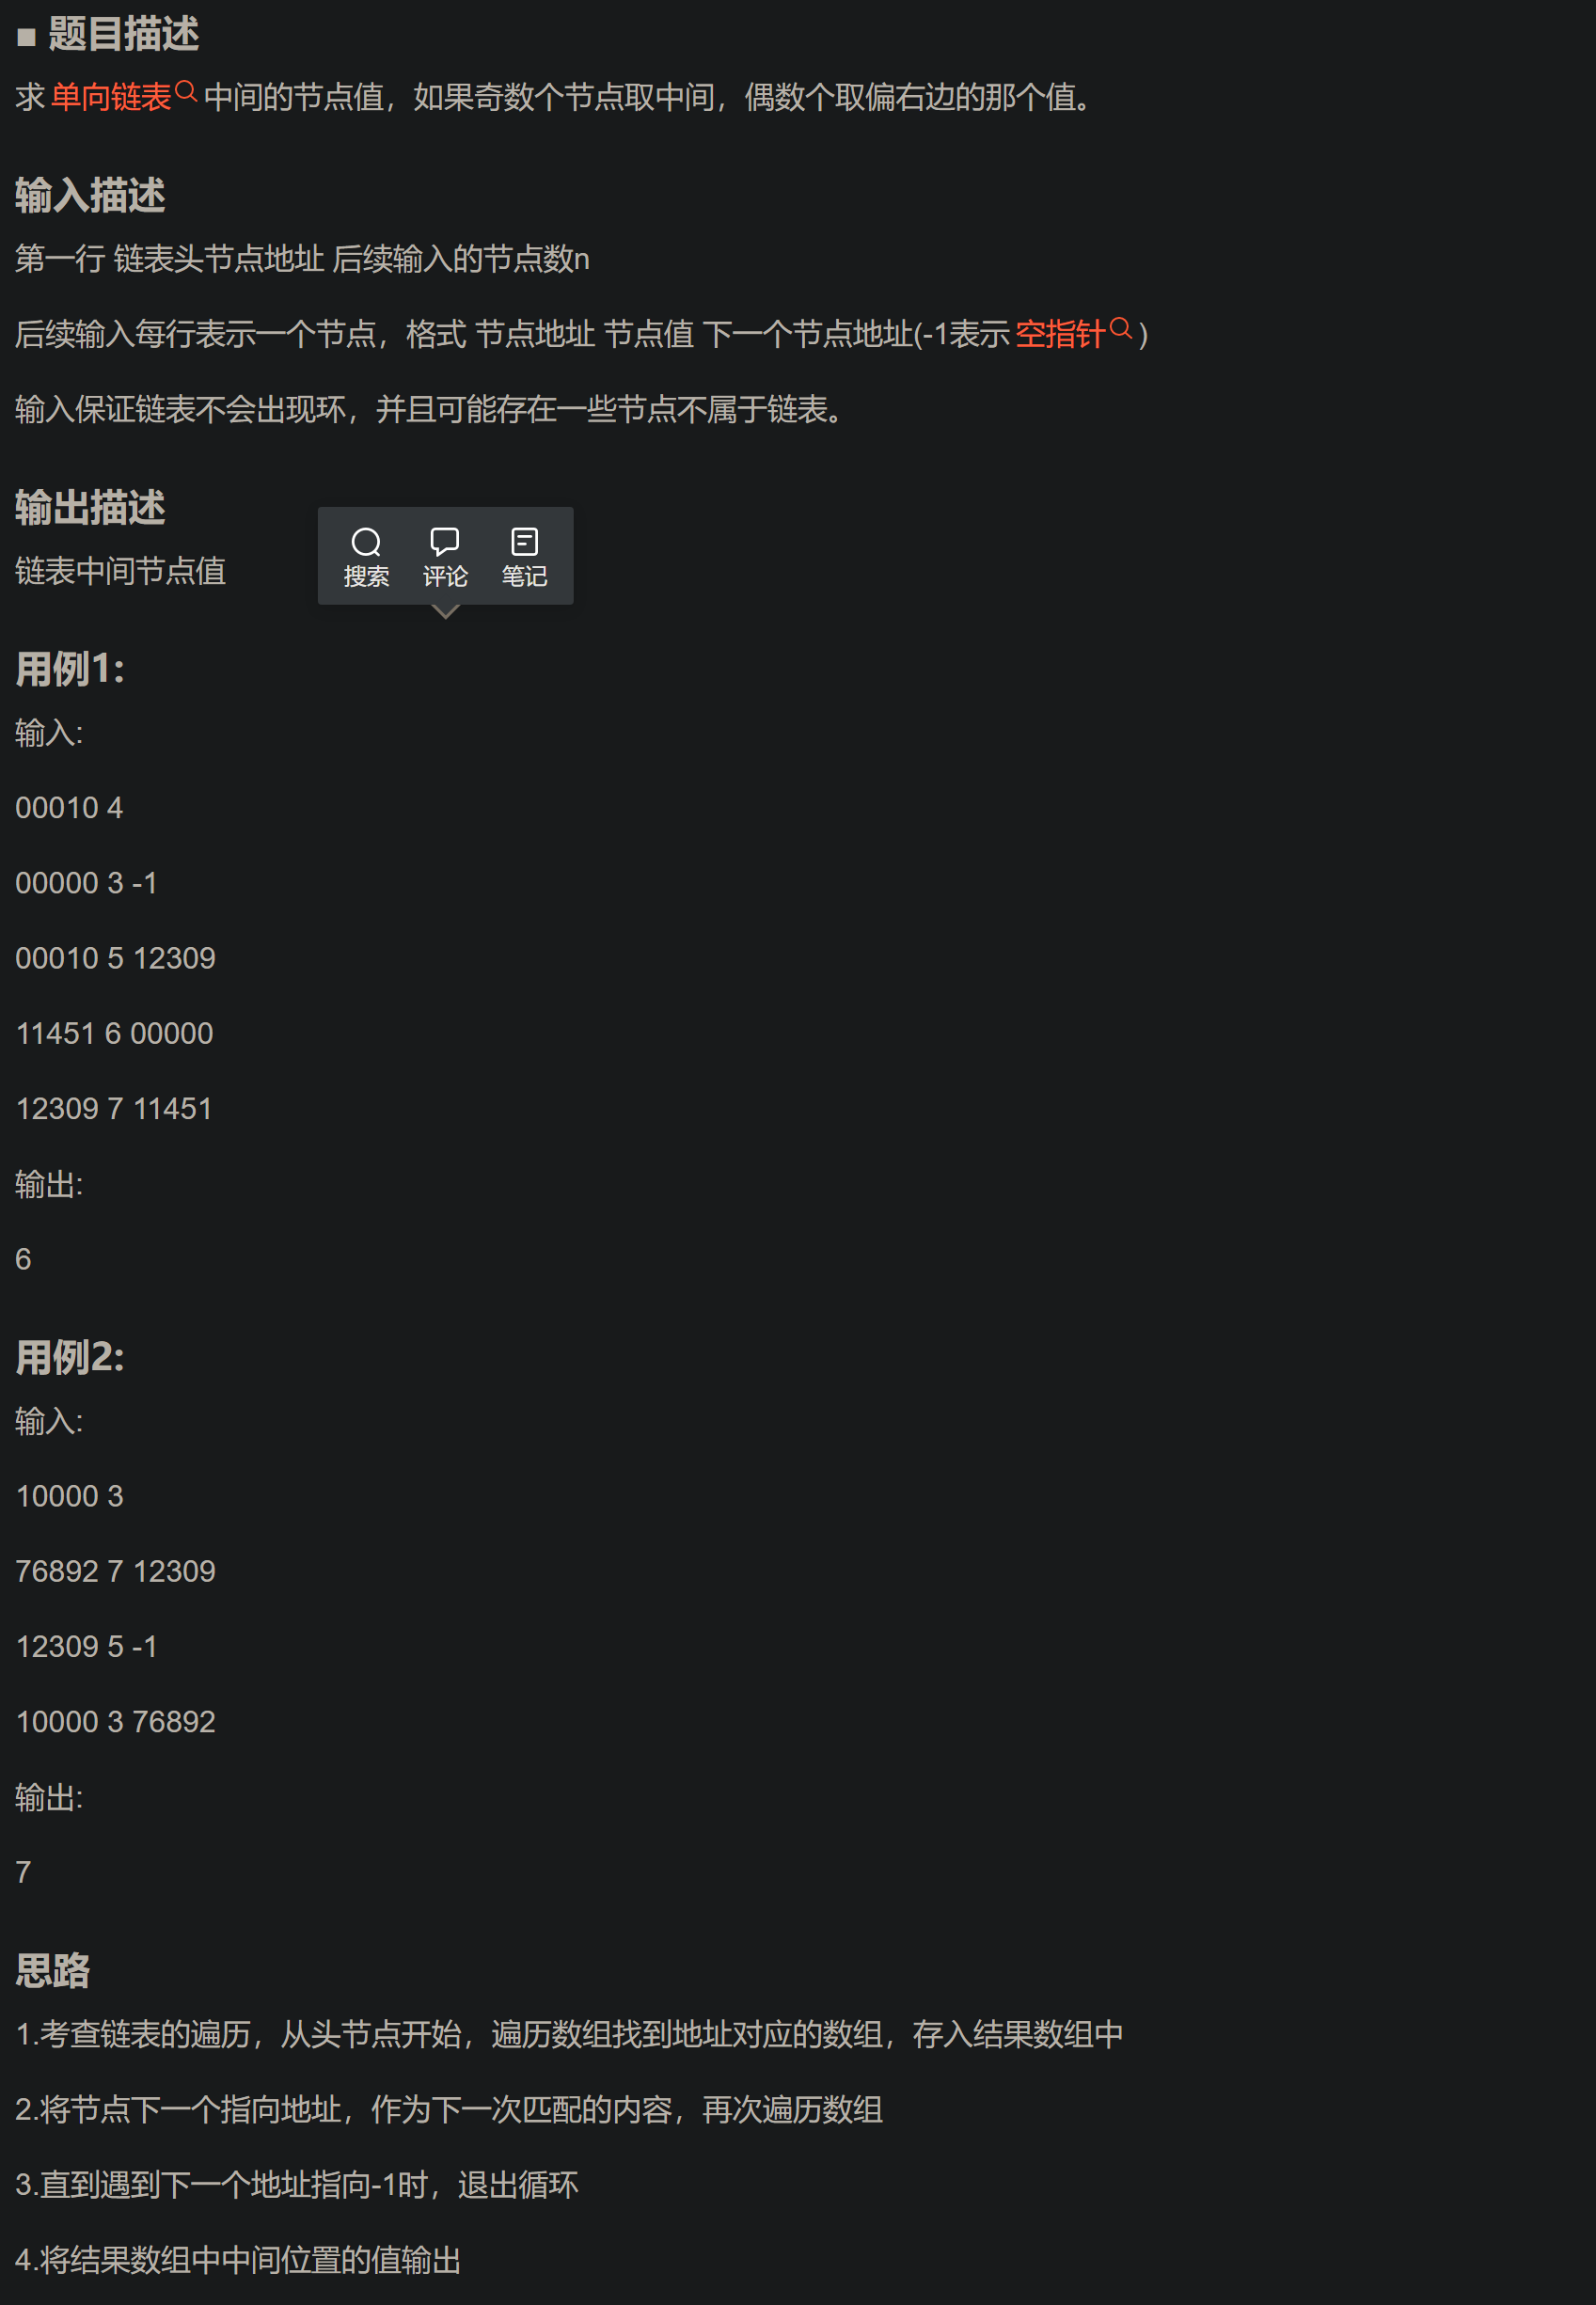 ■ 题目描述
求 单向链表 中间的节点值，如果奇数个节点取中间，偶数个取偏右边的那个值。
输入描述
第一行 链表头节点地址 后续输入的节点数n
后续输入每行表示一个节点，格式 节点地址 节点值 下一个节点地址(-1表示 空指针 )
输入保证链表不会出现环，并且可能存在一些节点不属于链表。
输出描述
链表中间节点值
搜索 评论 笔记
用例1:
输入:
00010 4
00000 3 -1
00010 5 12309
11451 6 00000
12309 7 11451
输出:
6
用例2:
输入:
10000 3
76892 7 12309
12309 5 -1
10000 3 76892
输出:
7
思路
1.考查链表的遍历，从头节点开始，遍历数组找到地址对应的数组，存入结果数组中
2.将节点下一个指向地址，作为下一次匹配的内容，再次遍历数组
3.直到遇到下一个地址指向-1时，退出循环
4.将结果数组中中间位置的值输出